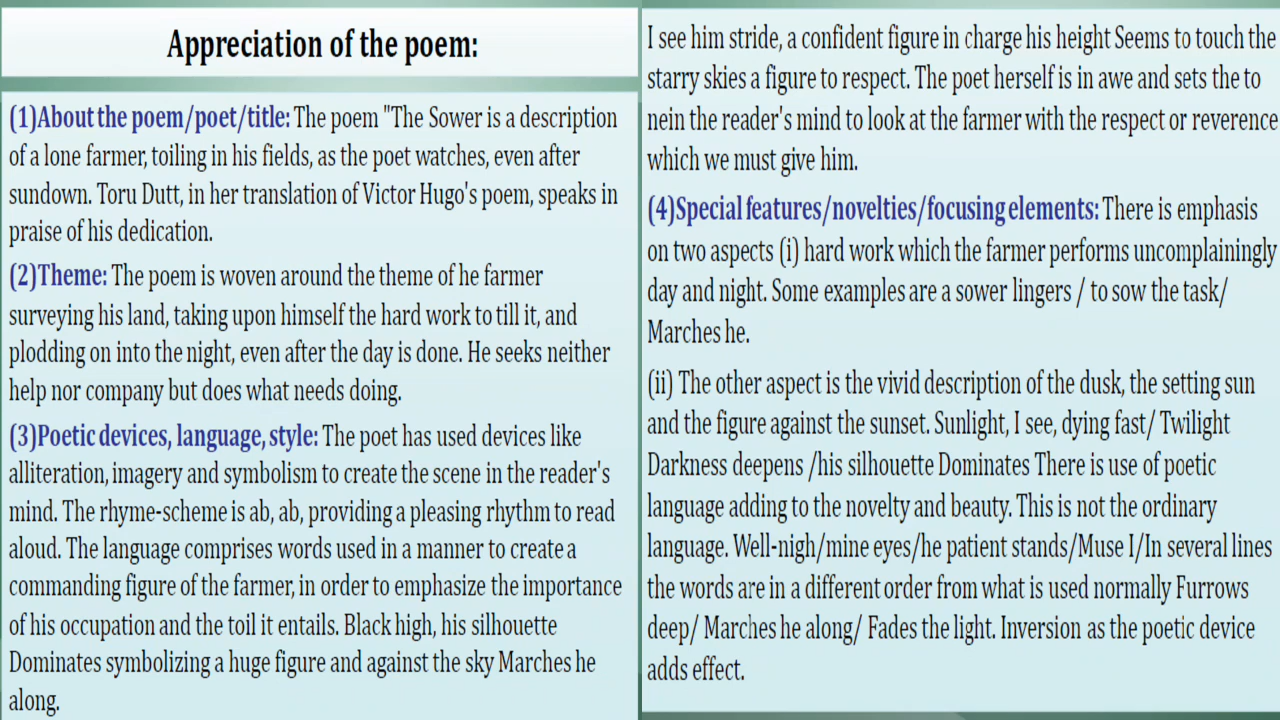 Appreciation of the poem:
(1)About the poem/poet/title: The poem "The Sower is a description
of a lone farmer, toiling in his fields, as the poet watches, even after
sundown. Toru Dutt, in her translation of Victor Hugo's poem, speaks in
praise of his dedication.
(2)Theme: The poem is woven around the theme of he farmer
surveying his land, taking upon himself the hard work to till it, and
plodding on into the night, even after the day is done. He seeks neither
help nor company but does what needs doing.
(3)Poetic devices, language, style: The poet has used devices like
alliteration, imagery and symbolism to create the scene in the reader's
mind. The rhyme-scheme is ab, ab, providing a pleasing rhythm to read
aloud. The language comprises words used in a manner to create a
commanding figure of the farmer, in order to emphasize the importance
of his occupation and the toil it entails. Black high, his silhouette
Dominates symbolizing a huge figure and against the sky Marches he
along.
I see him stride, a confident figure in charge his height Seems to touch the
starry skies a figure to respect. The poet herself is in awe and sets the to
nein the reader's mind to look at the farmer with the respect or reverence
which we must give him.
(4)Special features/novelties/focusing elements: There is emphasis
on two aspects (i) hard work which the farmer performs uncomplainingly
day and night. Some examples are a sower lingers / to sow the task/
Marches he.
(ii) The other aspect is the vivid description of the dusk, the setting sun
and the figure against the sunset. Sunlight, I see, dying fast/ Twilight
Darkness deepens /his silhouette Dominates There is use of poetic
language adding to the novelty and beauty. This is not the ordinary
language. Well-nigh/mine eyes/he patient stands/Muse I/In several lines
the words are in a different order from what is used normally Furrows
deep/ Marches he along/ Fades the light. Inversion as the poetic device
adds effect.